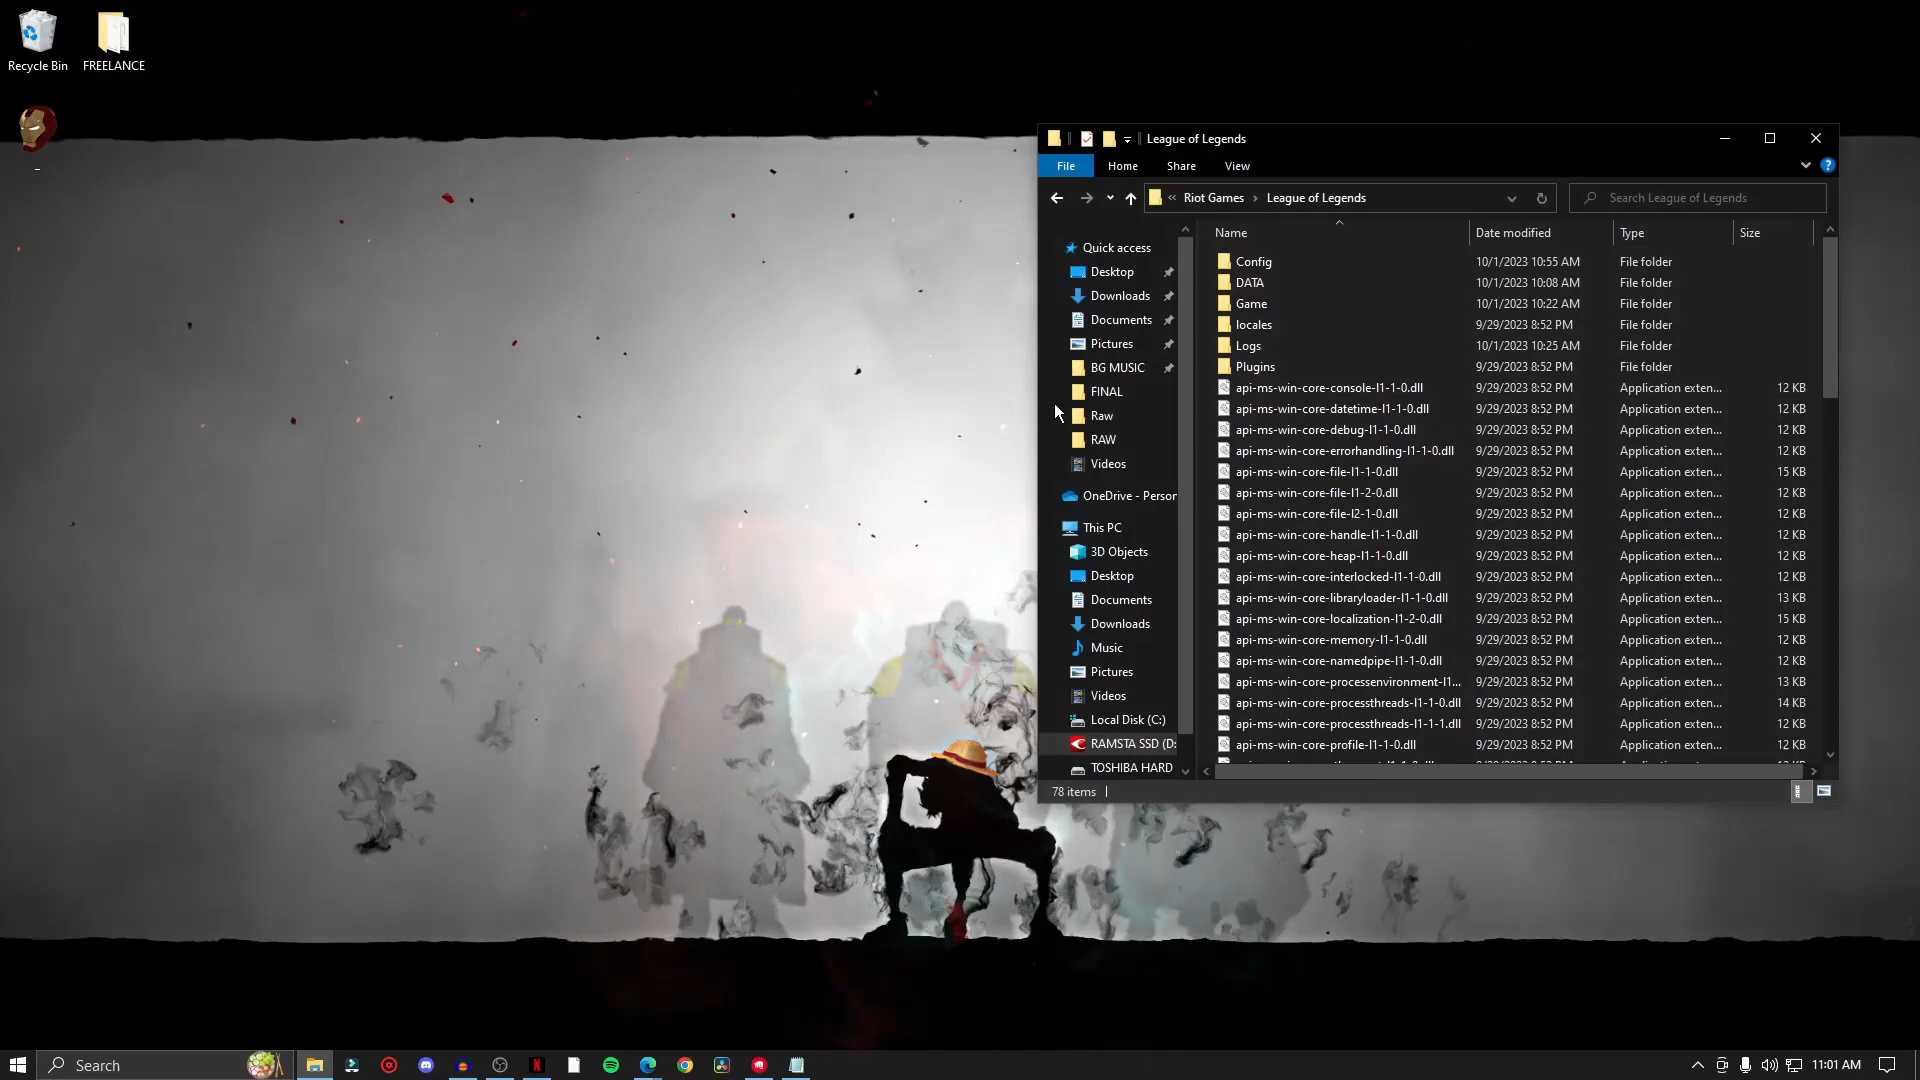 Recycle Bin
FREELANCE
-
League of Legends
File
Home
Share
View
Riot Games
League of Legends
Search League of Legends
Name
Date modified
Type
Size
Quick access
Desktop
Downloads
Documents
Pictures
BG MUSIC
FINAL
Raw
RAW
Videos
OneDrive - Person
This PC
3D Objects
Desktop
Documents
Downloads
Music
Pictures
Videos
Local Disk (C:)
RAMSTA SSD (D:
TOSHIBA HARD
Config 10/1/2023 10:55 AM File folder
DATA 10/1/2023 10:08 AM File folder
Game 10/1/2023 10:22 AM File folder
locales 9/29/2023 8:52 PM File folder
Logs 10/1/2023 10:25 AM File folder
Plugins 9/29/2023 8:52 PM File folder
api-ms-win-core-console-l1-1-0.dll 9/29/2023 8:52 PM Application exten... 12 KB
api-ms-win-core-datetime-l1-1-0.dll 9/29/2023 8:52 PM Application exten... 12 KB
api-ms-win-core-debug-l1-1-0.dll 9/29/2023 8:52 PM Application exten... 12 KB
api-ms-win-core-errorhandling-l1-1-0.dll 9/29/2023 8:52 PM Application exten... 12 KB
api-ms-win-core-file-l1-1-0.dll 9/29/2023 8:52 PM Application exten... 15 KB
api-ms-win-core-file-l1-2-0.dll 9/29/2023 8:52 PM Application exten... 12 KB
api-ms-win-core-file-l2-1-0.dll 9/29/2023 8:52 PM Application exten... 12 KB
api-ms-win-core-handle-l1-1-0.dll 9/29/2023 8:52 PM Application exten... 12 KB
api-ms-win-core-heap-l1-1-0.dll 9/29/2023 8:52 PM Application exten... 12 KB
api-ms-win-core-interlocked-l1-1-0.dll 9/29/2023 8:52 PM Application exten... 12 KB
api-ms-win-core-libraryloader-l1-1-0.dll 9/29/2023 8:52 PM Application exten... 13 KB
api-ms-win-core-localization-l1-2-0.dll 9/29/2023 8:52 PM Application exten... 15 KB
api-ms-win-core-memory-l1-1-0.dll 9/29/2023 8:52 PM Application exten... 12 KB
api-ms-win-core-namedpipe-l1-1-0.dll 9/29/2023 8:52 PM Application exten... 12 KB
api-ms-win-core-processenvironment-l1... 9/29/2023 8:52 PM Application exten... 13 KB
api-ms-win-core-processthreads-l1-1-0.dll 9/29/2023 8:52 PM Application exten... 14 KB
api-ms-win-core-processthreads-l1-1-1.dll 9/29/2023 8:52 PM Application exten... 12 KB
api-ms-win-core-profile-l1-1-0.dll 9/29/2023 8:52 PM Application exten... 12 KB
78 items
Search
11:01 AM